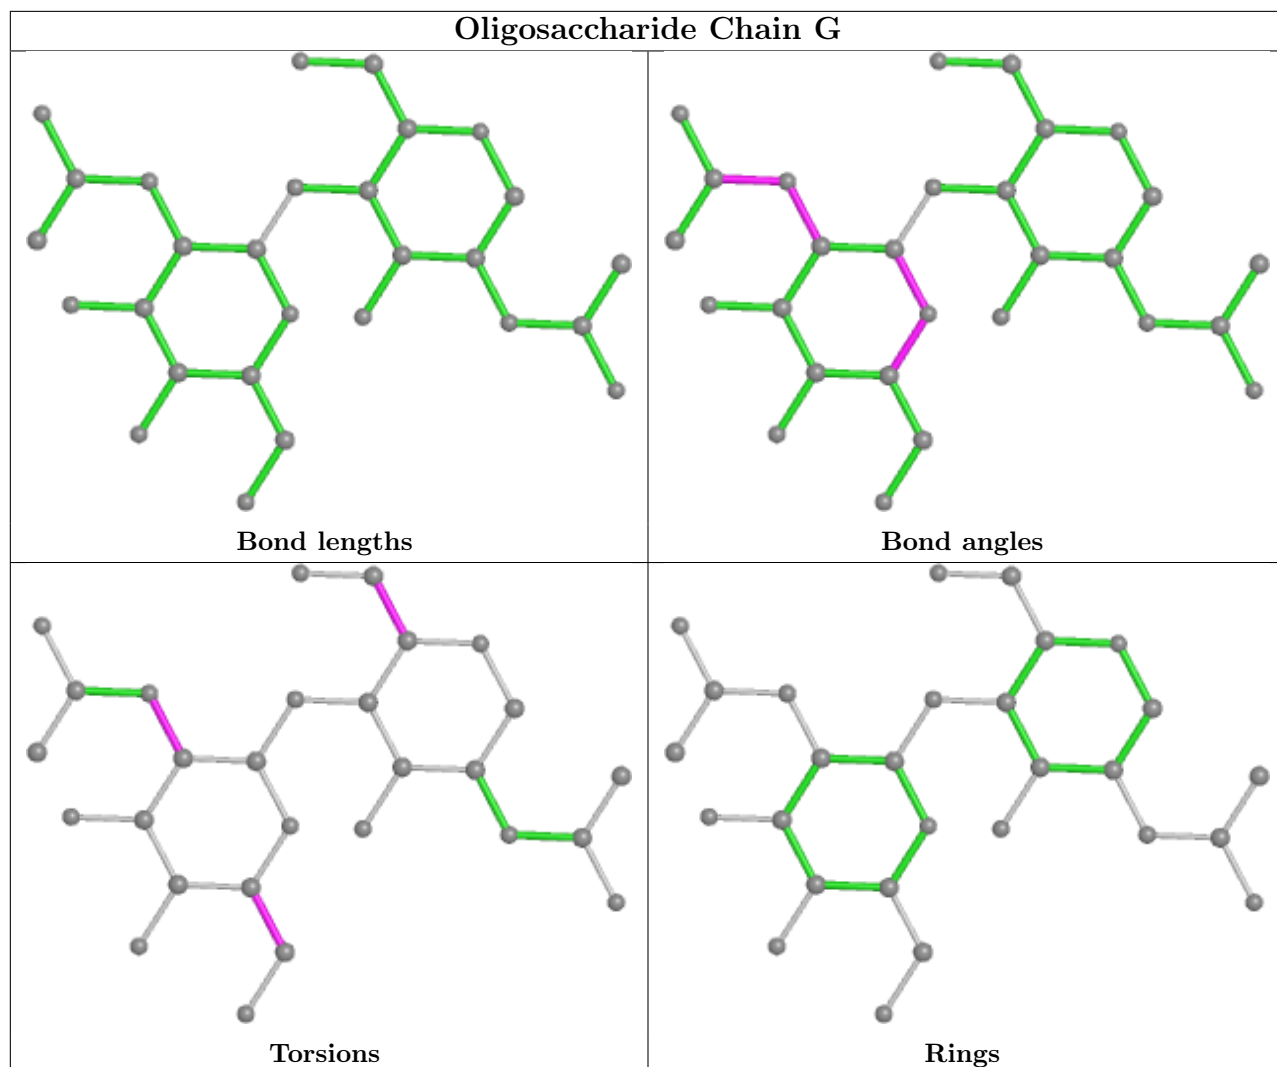 Oligosaccharide Chain G
Bond lengths
Bond angles
Torsions
Rings